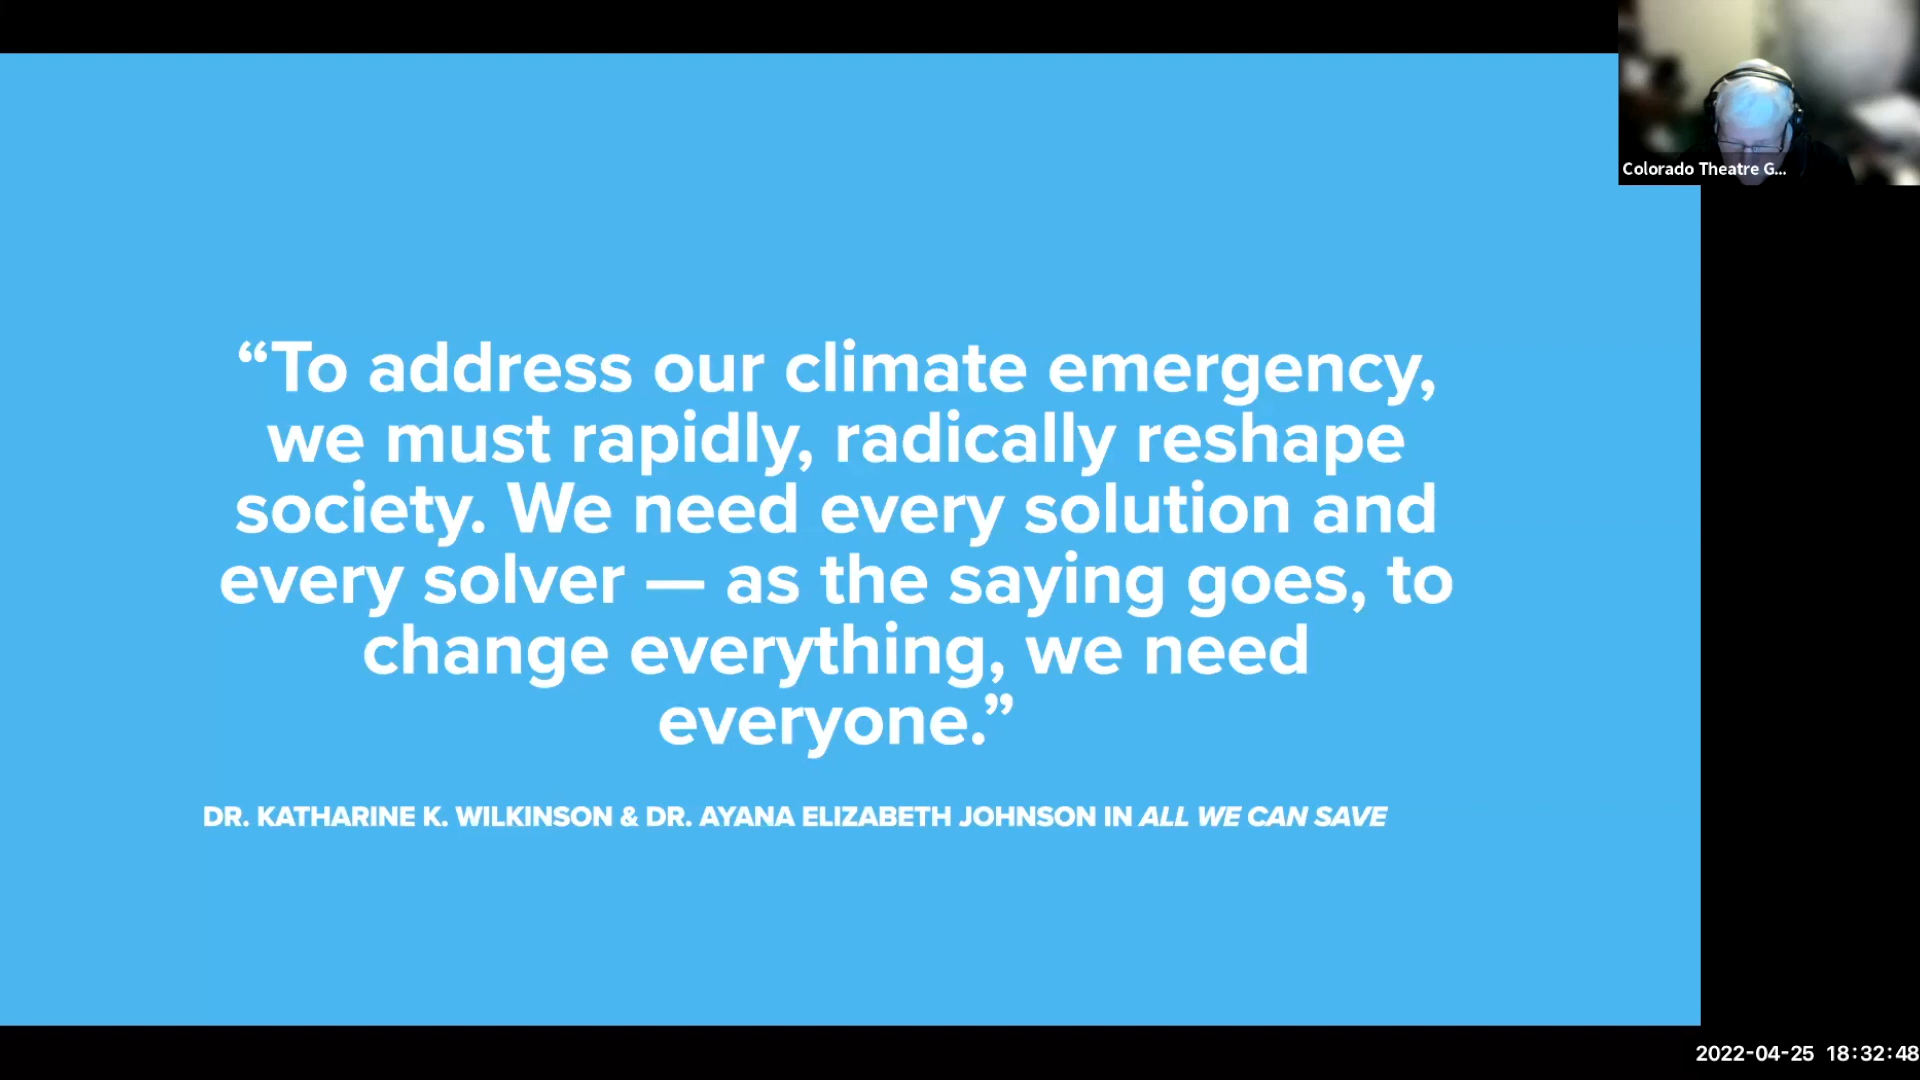 Colorado Theatre G...
“To address our climate emergency,
we must rapidly, radically reshape
society. We need every solution and
every solver — as the saying goes, to
change everything, we need
everyone.”
DR. KATHARINE K. WILKINSON & DR. AYANA ELIZABETH JOHNSON IN ALL WE CAN SAVE
2022-04-25 18:32:48